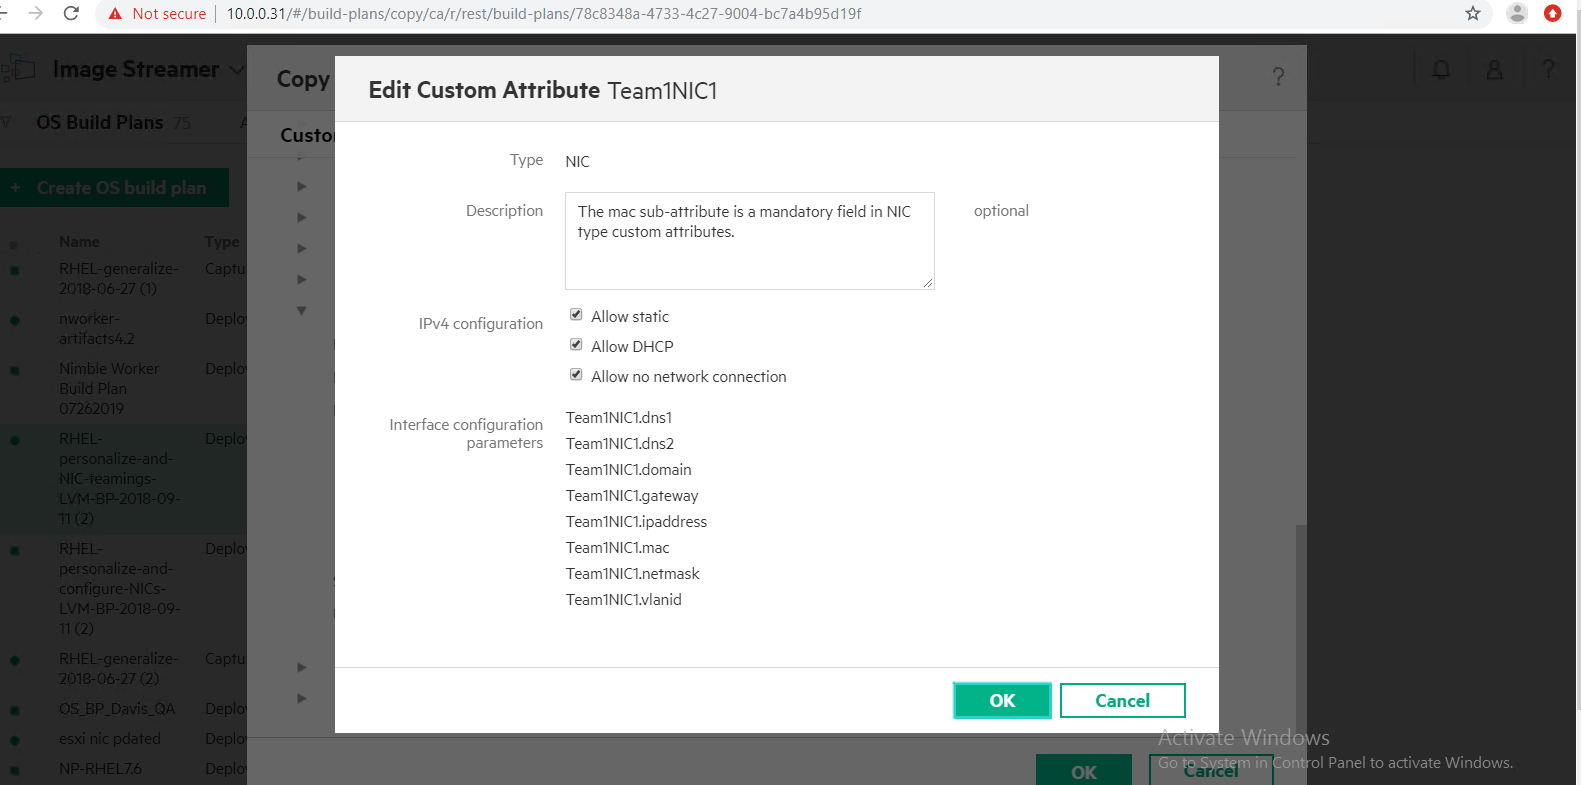 Not secure | 10.0.0.31/#/build-plans/copy/ca/r/rest/build-plans/78c8348a-4733-4c27-9004-bc7a4b95d19f
Image Streamer
Copy
?
?
OS Build Plans 75
Custo
+ Create OS build plan
Name Type
RHEL-generalize- Captu
2018-06-27 (1)
nworker- Deplo
artifacts4.2
Nimble Worker Deplo
Build Plan
07262019
RHEL- Deplo
personalize-and-
NIC-teamings-
LVM-BP-2018-09-
11 (2)
RHEL- Deplo
personalize-and-
configure-NICs-
LVM-BP-2018-09-
11 (2)
RHEL-generalize- Captu
2018-06-27 (2)
OS_BP_Davis_QA Deplo
esxi nic pdated Deplo
NP-RHEL7.6 Deplo
Edit Custom Attribute Team1NIC1
Type NIC
Description The mac sub-attribute is a mandatory field in NIC optional
type custom attributes.
IPv4 configuration Allow static
Allow DHCP
Allow no network connection
Interface configuration Team1NIC1.dns1
parameters Team1NIC1.dns2
Team1NIC1.domain
Team1NIC1.gateway
Team1NIC1.ipaddress
Team1NIC1.mac
Team1NIC1.netmask
Team1NIC1.vlanid
OK Cancel
OK Cancel
Activate Windows
Go to System in Control Panel to activate Windows.